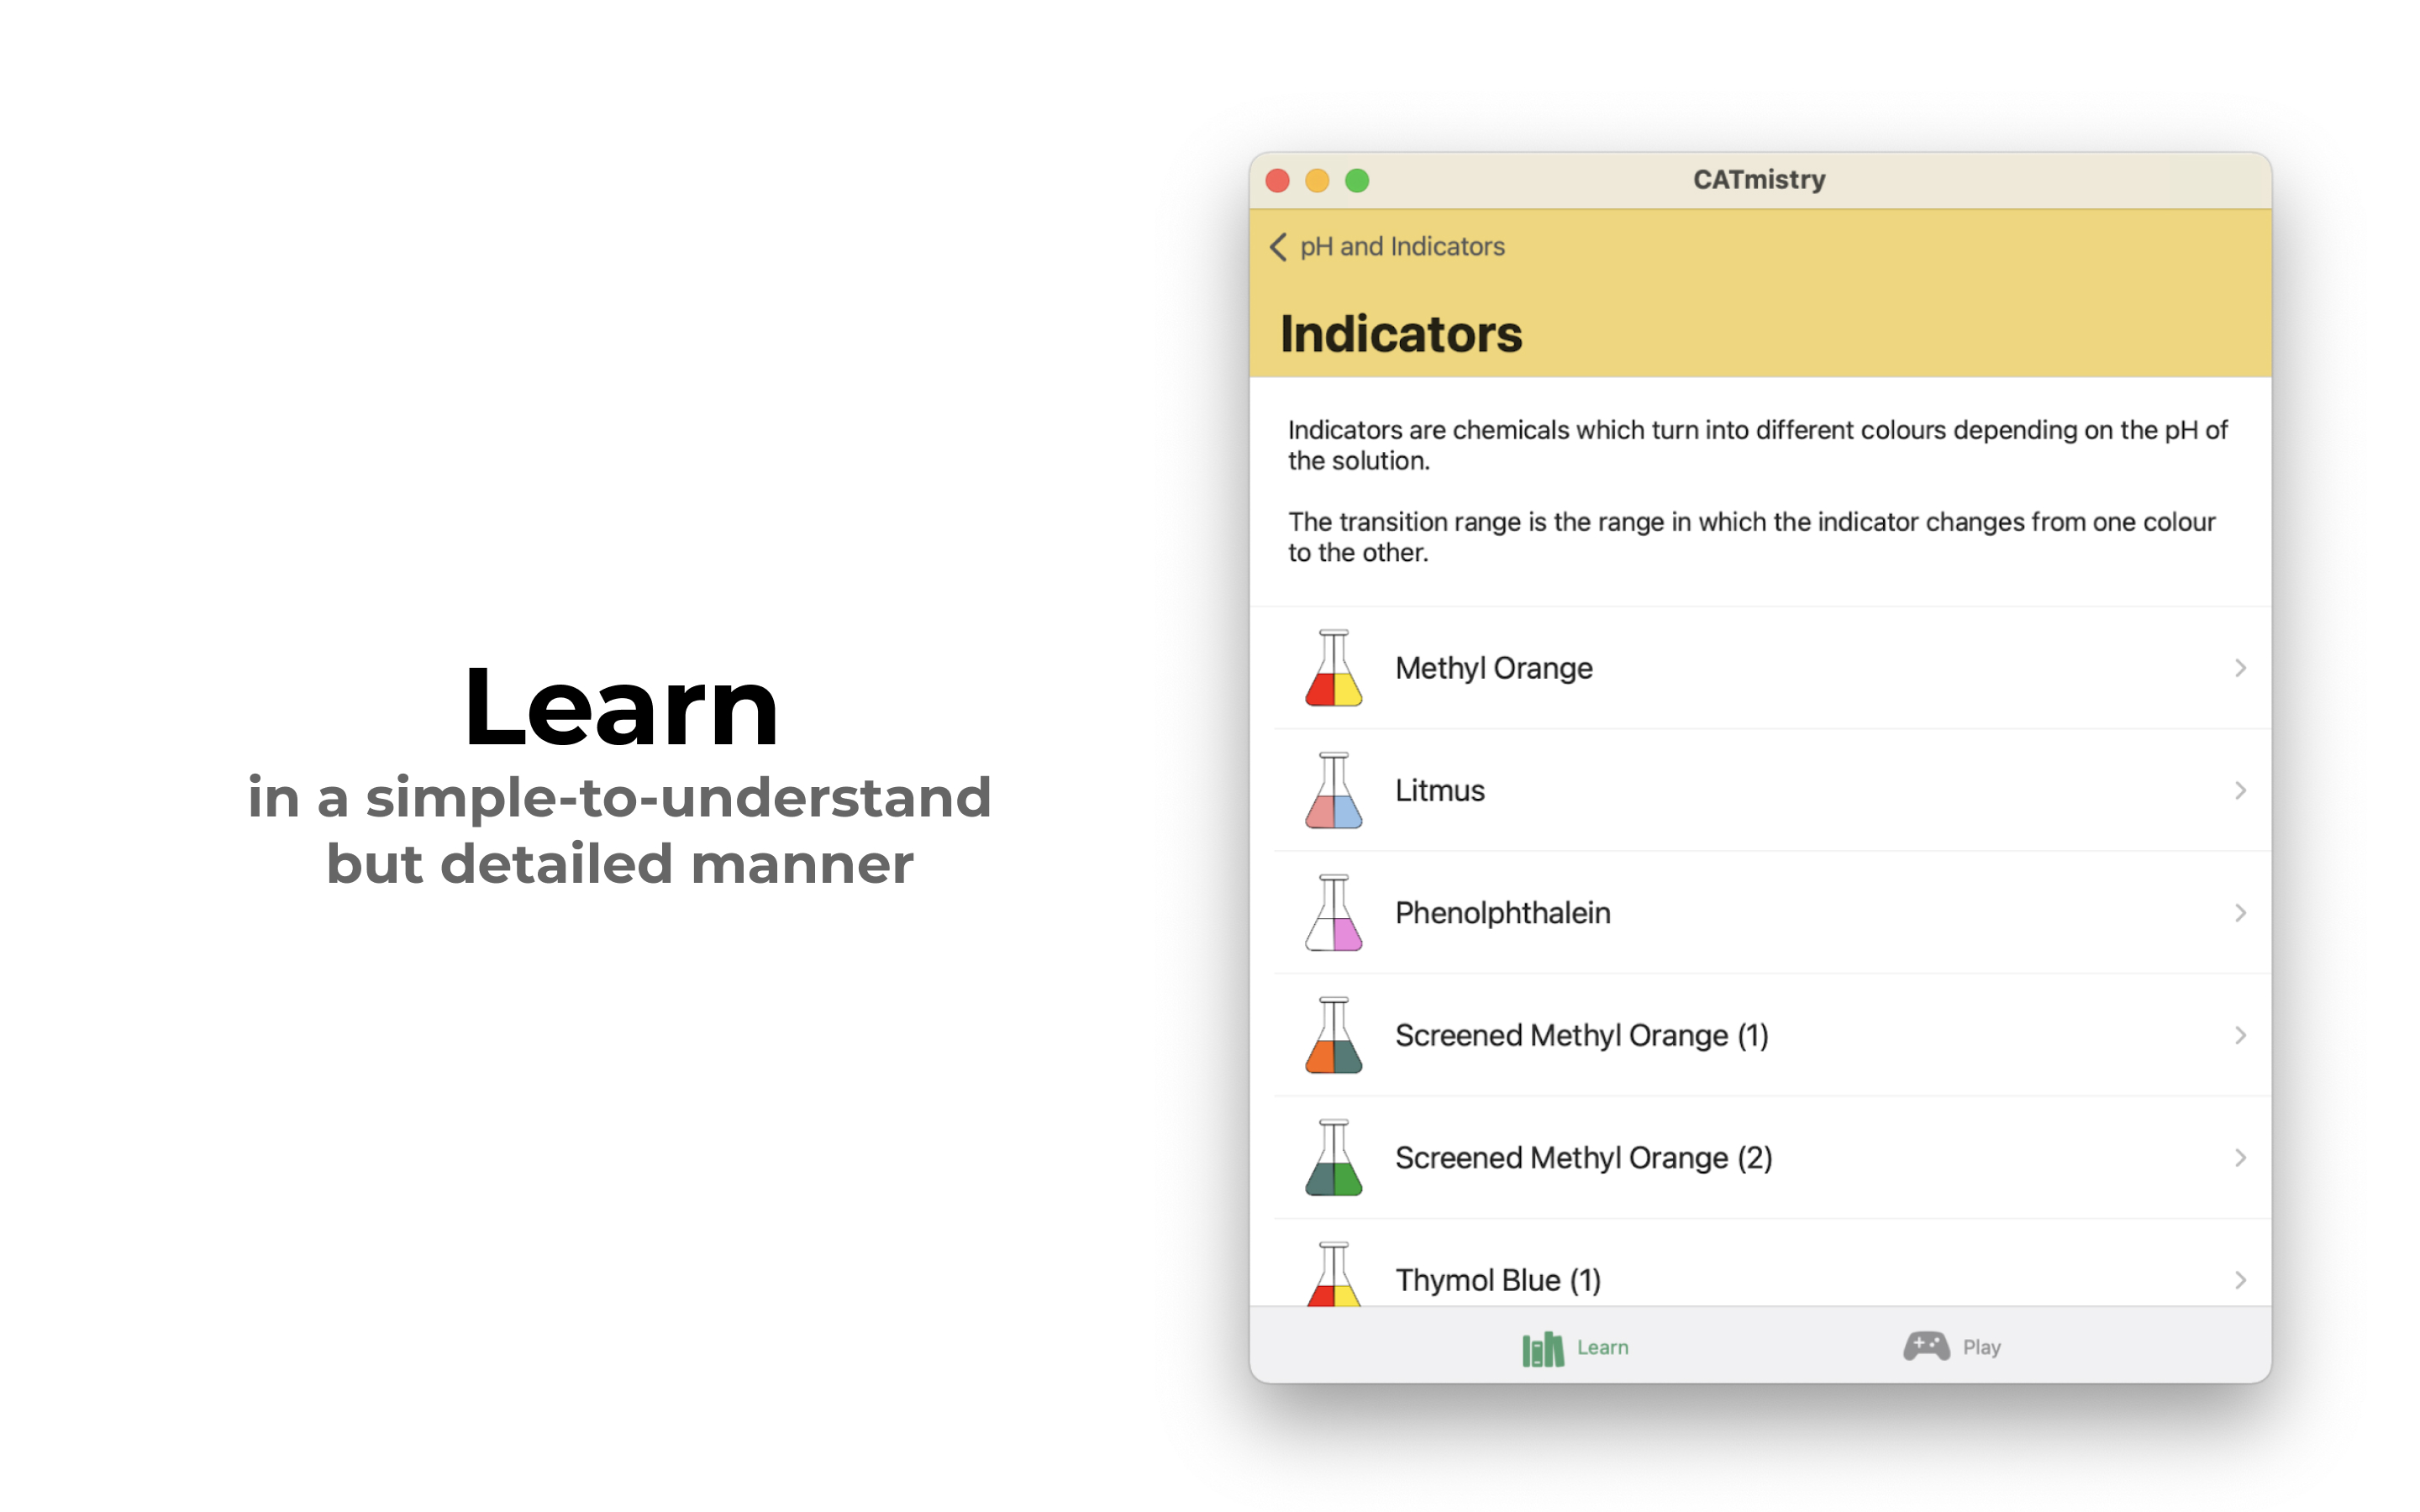 Learn
in a simple-to-understand
but detailed manner
CATmistry
pH and Indicators
Indicators
Indicators are chemicals which turn into different colours depending on the pH of
the solution.
The transition range is the range in which the indicator changes from one colour
to the other.
Methyl Orange
Litmus
Phenolphthalein
Screened Methyl Orange (1)
Screened Methyl Orange (2)
Thymol Blue (1)
Learn
Play